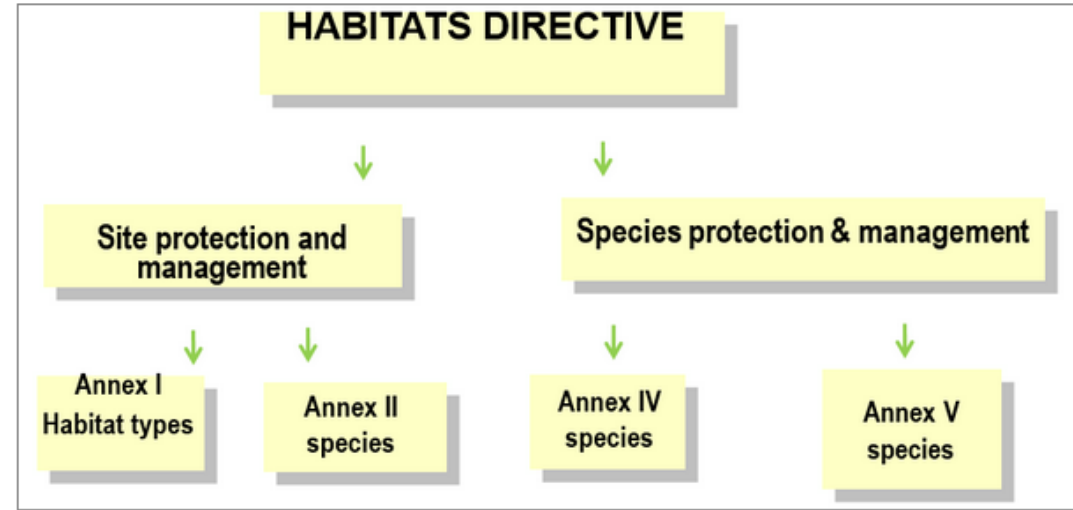 HABITATS DIRECTIVE
Site protection and
management
Species protection & management
Annex I
Habitat types
Annex II
species
Annex IV
species
Annex V
species